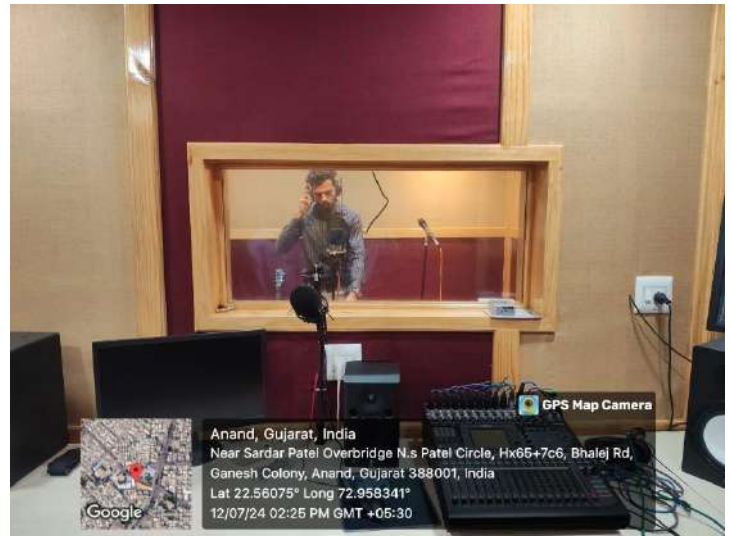 GPS Map Camera
Anand, Gujarat, India
Near Sardar Patel Overbridge N.s Patel Circle, Hx65+7c6, Bhalej Rd,
Ganesh Colony, Anand, Gujarat 388001, India
Lat 22.56075° Long 72.958341°
12/07/24 02:25 PM GMT +05:30
Google